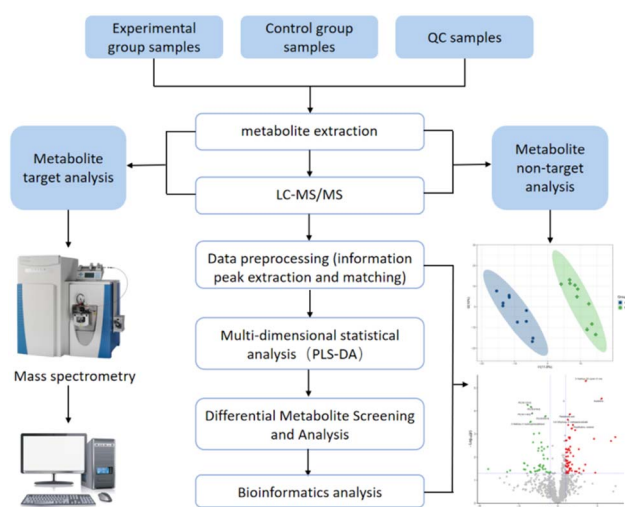 Experimental
group samples
Control group
samples
QC samples
metabolite extraction
Metabolite
target analysis
Metabolite
non-target
analysis
LC-MS/MS
Data preprocessing (information
peak extraction and matching)
Multi-dimensional statistical
analysis（PLS-DA）
Mass spectrometry
Differential Metabolite Screening
and Analysis
Bioinformatics analysis